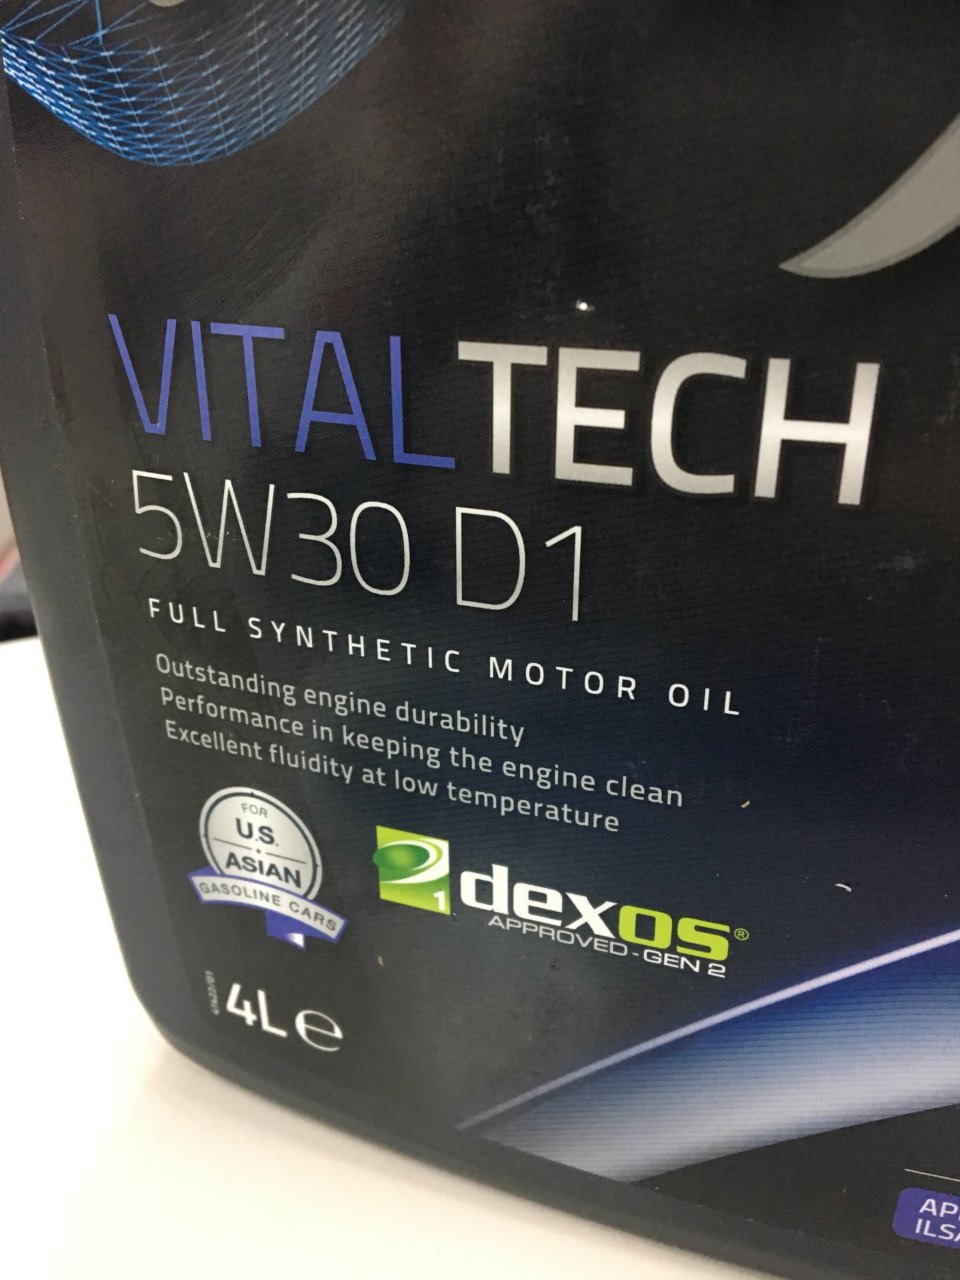 VITALTECH
5W30 D1
FULL SYNTHETIC MOTOR OIL
Outstanding engine durability
Performance in keeping the engine clean
Excellent fluidity at low temperature
FOR
U.S.
ASIAN
GASOLINE CARS
1
dexos®
APPROVED-GEN 2
4L e